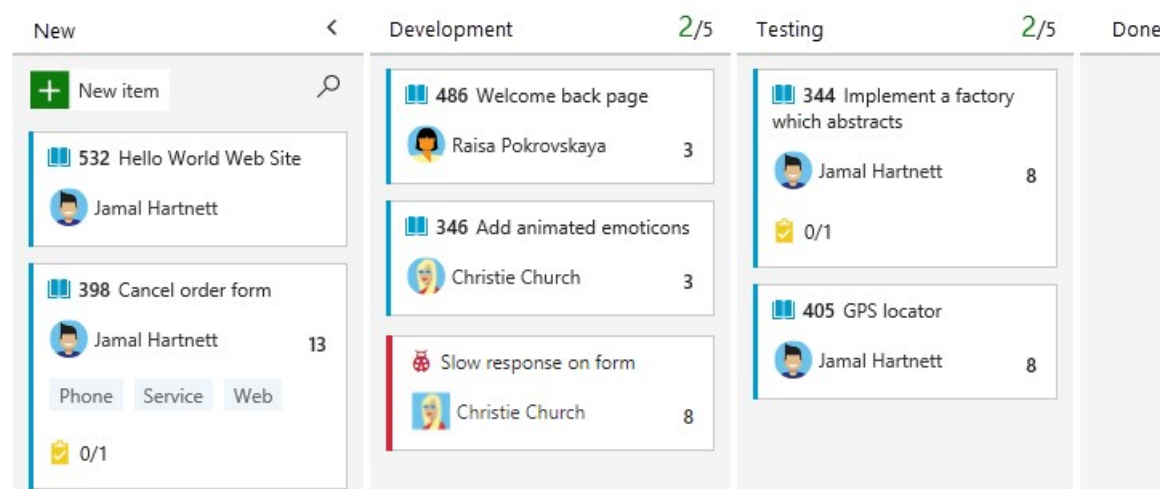 New
New item
532 Hello World Web Site
Jamal Hartnett
398 Cancel order form
Jamal Hartnett 13
Phone Service Web
0/1
Development 2/5
486 Welcome back page
Raisa Pokrovskaya 3
346 Add animated emoticons
Christie Church 3
Slow response on form
Christie Church 8
Testing 2/5
344 Implement a factory
which abstracts
Jamal Hartnett 8
0/1
405 GPS locator
Jamal Hartnett 8
Done